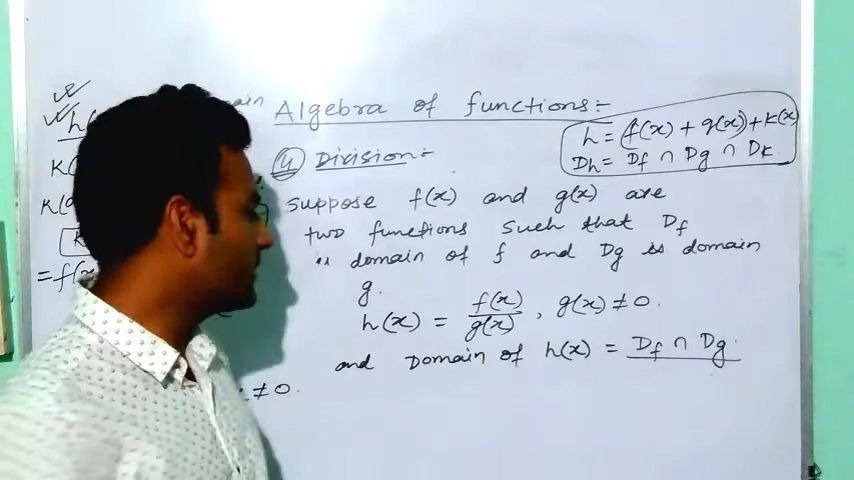 Algebra of functions:-
h = (f(x) + g(x)) + k(x)
Dh = Df ∩ Dg ∩ Dk
(4) Division:-
suppose f(x) and g(x) are
two functions such that Df
is domain of f and Dg is domain
g.
h(x) = f(x)/g(x) , g(x) ≠ 0.
and Domain of h(x) = Df ∩ Dg.
≠ 0.
= f(x